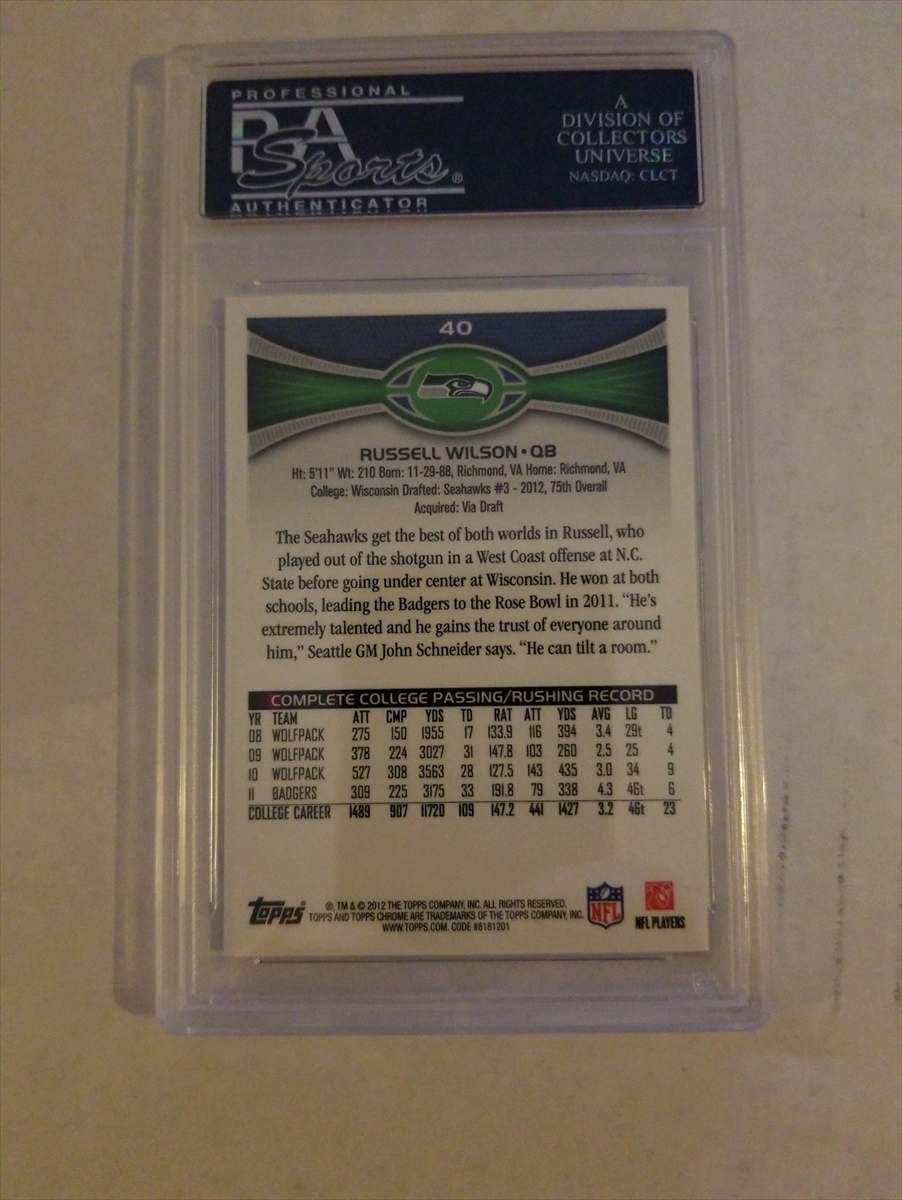 PROFESSIONAL
PSA
Sports®
AUTHENTICATOR
A
DIVISION OF
COLLECTORS
UNIVERSE
NASDAQ: CLCT
40
RUSSELL WILSON • QB
Ht: 5'11" Wt: 210 Born: 11-29-88, Richmond, VA Home: Richmond, VA
College: Wisconsin Drafted: Seahawks #3 - 2012, 75th Overall
Acquired: Via Draft
The Seahawks get the best of both worlds in Russell, who
played out of the shotgun in a West Coast offense at N.C.
State before going under center at Wisconsin. He won at both
schools, leading the Badgers to the Rose Bowl in 2011. “He's
extremely talented and he gains the trust of everyone around
him,” Seattle GM John Schneider says. “He can tilt a room.”
COMPLETE COLLEGE PASSING/RUSHING RECORD
YR TEAM ATT CMP YDS TD RAT ATT YDS AVG LG TD
08 WOLFPACK 275 150 1955 17 133.9 116 394 3.4 29t 4
09 WOLFPACK 378 224 3027 31 147.8 103 260 2.5 25 4
10 WOLFPACK 527 308 3563 28 127.5 143 435 3.0 34 9
11 BADGERS 309 225 3175 33 191.8 79 338 4.3 46t 6
COLLEGE CAREER 1489 907 11720 109 147.2 441 1427 3.2 46t 23
Topps
®, TM & © 2012 THE TOPPS COMPANY, INC. ALL RIGHTS RESERVED.
TOPPS AND TOPPS CHROME ARE TRADEMARKS OF THE TOPPS COMPANY, INC.
WWW.TOPPS.COM. CODE #8181201
NFL
NFL PLAYERS